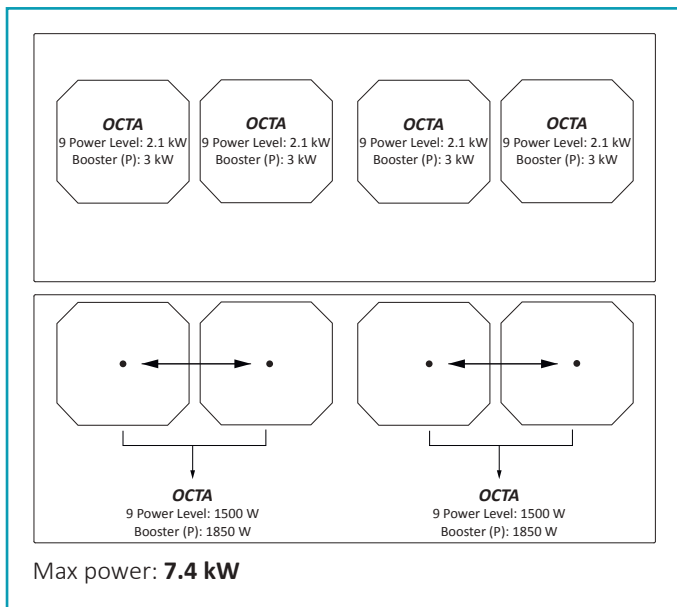 OCTA
9 Power Level: 2.1 kW
Booster (P): 3 kW
OCTA
9 Power Level: 2.1 kW
Booster (P): 3 kW
OCTA
9 Power Level: 2.1 kW
Booster (P): 3 kW
OCTA
9 Power Level: 2.1 kW
Booster (P): 3 kW
OCTA
9 Power Level: 1500 W
Booster (P): 1850 W
OCTA
9 Power Level: 1500 W
Booster (P): 1850 W
Max power: 7.4 kW